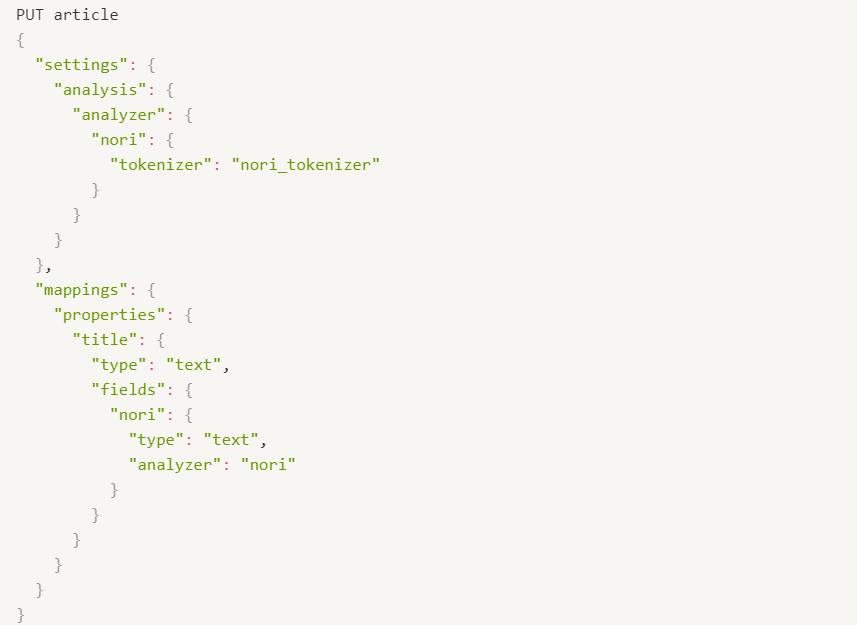 PUT article
{
  "settings": {
    "analysis": {
      "analyzer": {
        "nori": {
          "tokenizer": "nori_tokenizer"
        }
      }
    }
  },
  "mappings": {
    "properties": {
      "title": {
        "type": "text",
        "fields": {
          "nori": {
            "type": "text",
            "analyzer": "nori"
          }
        }
      }
    }
  }
}